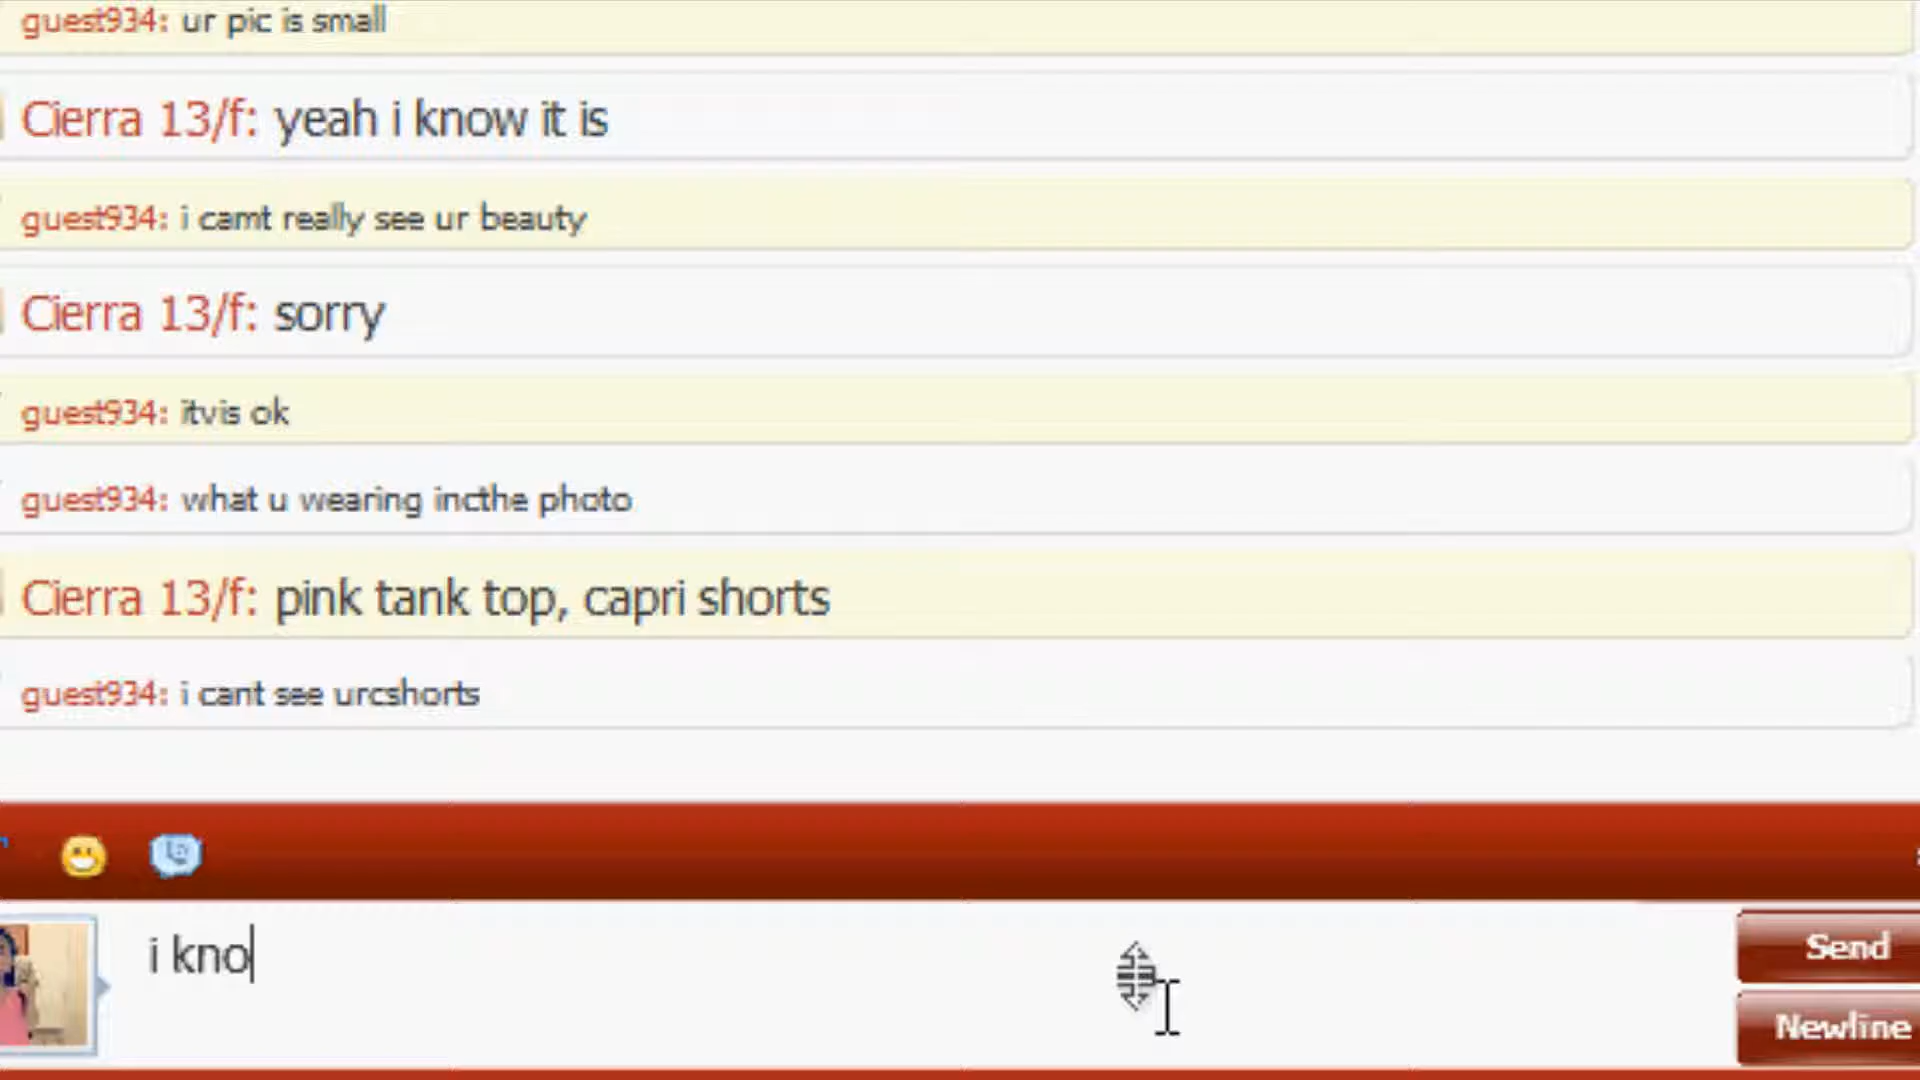 guest934: ur pic is small
Cierra 13/f: yeah i know it is
guest934: i camt really see ur beauty
Cierra 13/f: sorry
guest934: itvis ok
guest934: what u wearing incthe photo
Cierra 13/f: pink tank top, capri shorts
guest934: i cant see urcshorts
i kno
Send
Newline